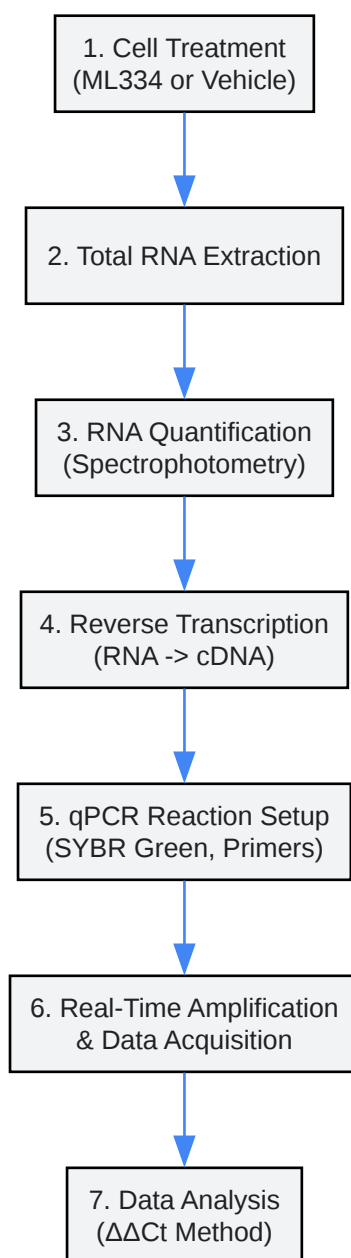 1. Cell Treatment
(ML334 or Vehicle)
2. Total RNA Extraction
3. RNA Quantification
(Spectrophotometry)
4. Reverse Transcription
(RNA -> cDNA)
5. qPCR Reaction Setup
(SYBR Green, Primers)
6. Real-Time Amplification
& Data Acquisition
7. Data Analysis
(ΔΔCt Method)